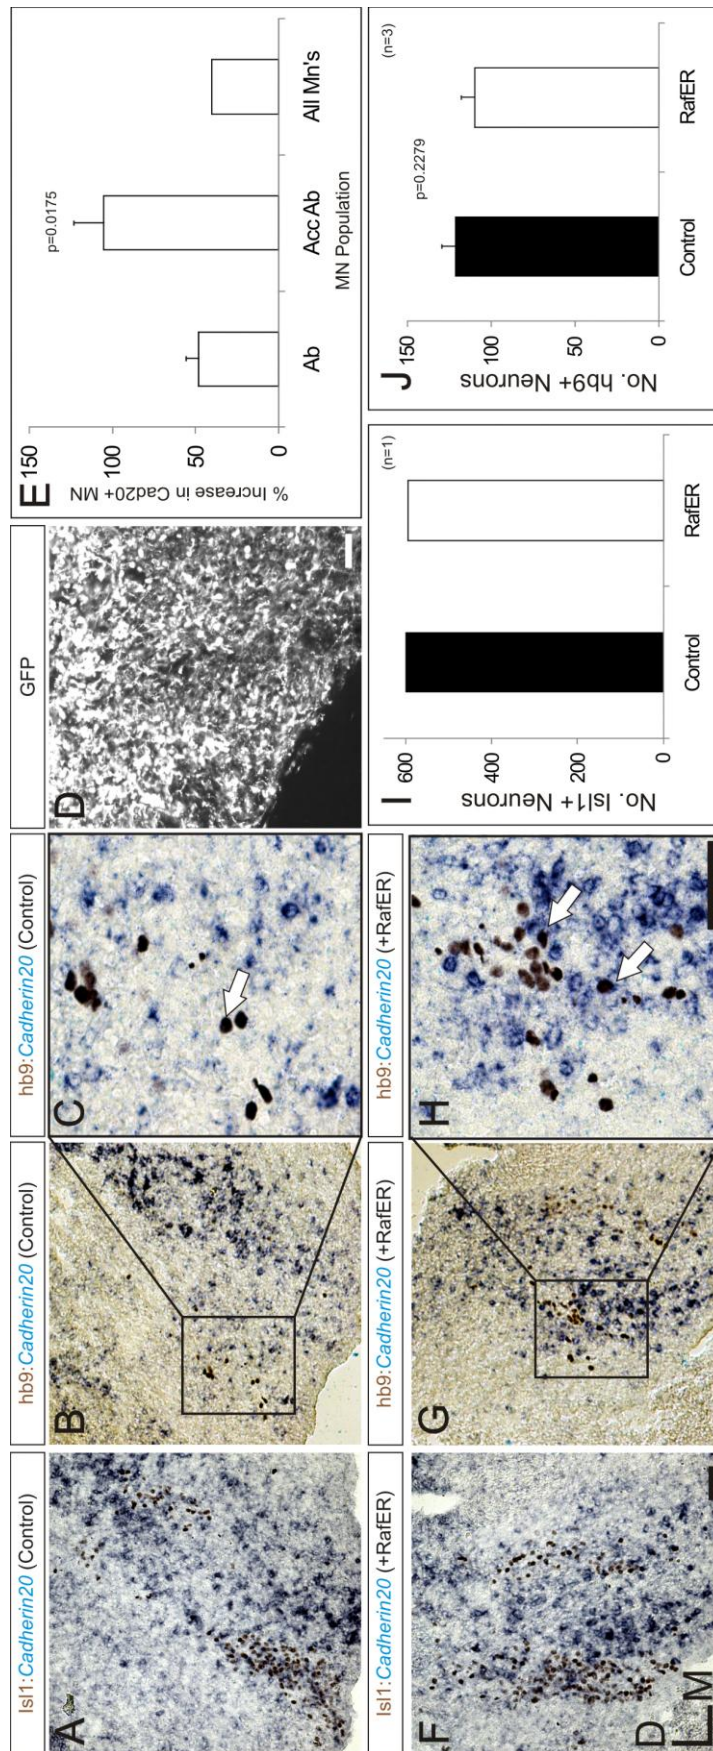 Isl1:Cadherin20 (Control)
A
hb9:Cadherin20 (Control)
B
hb9:Cadherin20 (Control)
C
GFP
D
E
% Increase in Cad20+ MN
150
100
50
0
p=0.0175
Ab
AccAb
All Mn's
MN Population
Isl1:Cadherin20 (+RafER)
F
D
M
hb9:Cadherin20 (+RafER)
G
hb9:Cadherin20 (+RafER)
H
I
No. Isl1+ Neurons
600
400
200
0
(n=1)
Control
RafER
J
No. hb9+ Neurons
150
100
50
0
(n=3)
p=0.2279
Control
RafER